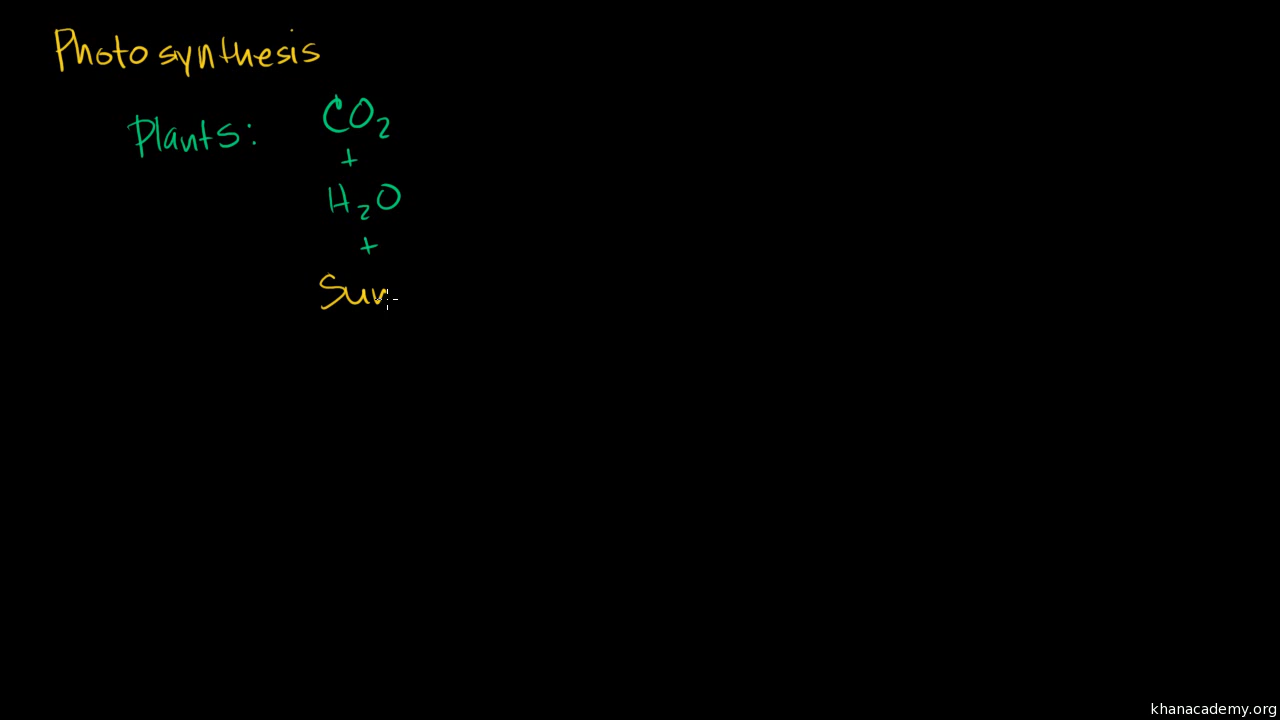 Photosynthesis
Plants: CO₂
+
H₂O
+
Sun
khanacademy.org